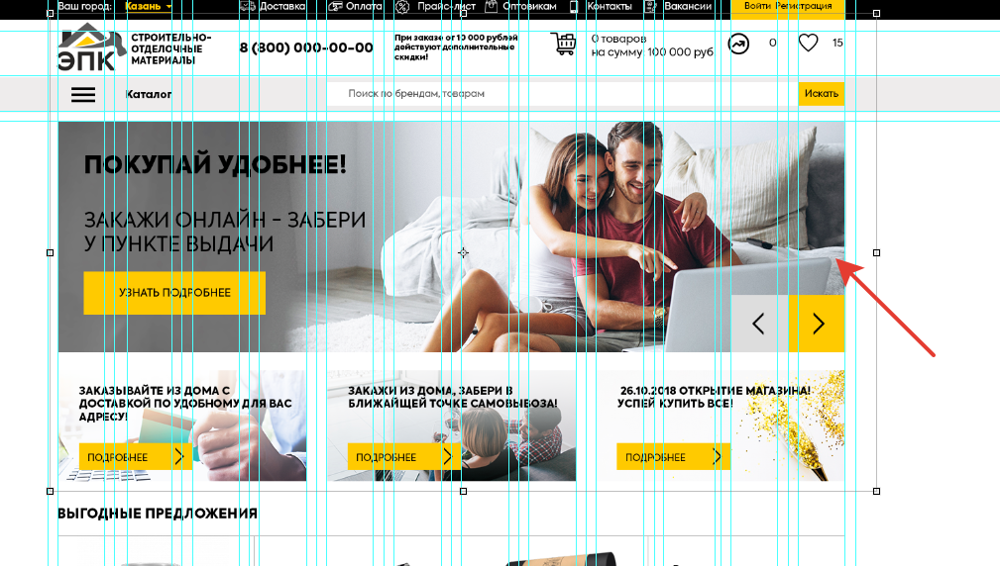 Ваш город:
Казань
Доставка
Оплата
Прайс-лист
Оптовикам
Контакты
Вакансии
Войти Регистрация
ЭПК
СТРОИТЕЛЬНО-
ОТДЕЛОЧНЫЕ
МАТЕРИАЛЫ
8 (800) 000-00-00
При заказе от 10 000 рублей
действуют дополнительные
скидки!
0 товаров
на сумму 100 000 руб
0
15
Каталог
Поиск по брендам, товарам
Искать
ПОКУПАЙ УДОБНЕЕ!
ЗАКАЖИ ОНЛАЙН - ЗАБЕРИ
У ПУНКТЕ ВЫДАЧИ
УЗНАТЬ ПОДРОБНЕЕ
ЗАКАЗЫВАЙТЕ ИЗ ДОМА С
ДОСТАВКОЙ ПО УДОБНОМУ ДЛЯ ВАС
АДРЕСУ!
ПОДРОБНЕЕ
ЗАКАЖИ ИЗ ДОМА, ЗАБЕРИ В
БЛИЖАЙЩЕЙ ТОЧКЕ САМОВЫВОЗА!
ПОДРОБНЕЕ
26.10.2018 ОТКРЫТИЕ МАГАЗИНА!
УСПЕЙ КУПИТЬ ВСЕ!
ПОДРОБНЕЕ
ВЫГОДНЫЕ ПРЕДЛОЖЕНИЯ